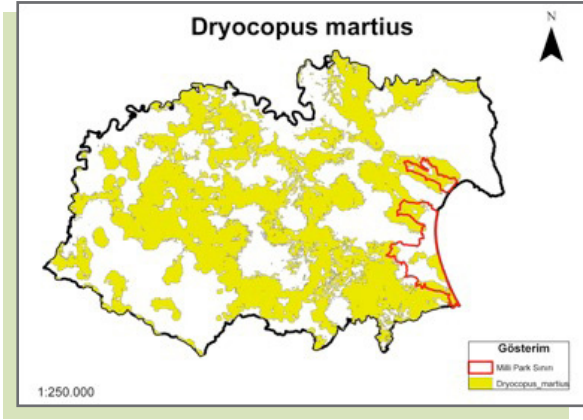 Dryocopus martius
N
Gösterim
Milli Park Sınırı
Dryocopus_martius
1:250.000